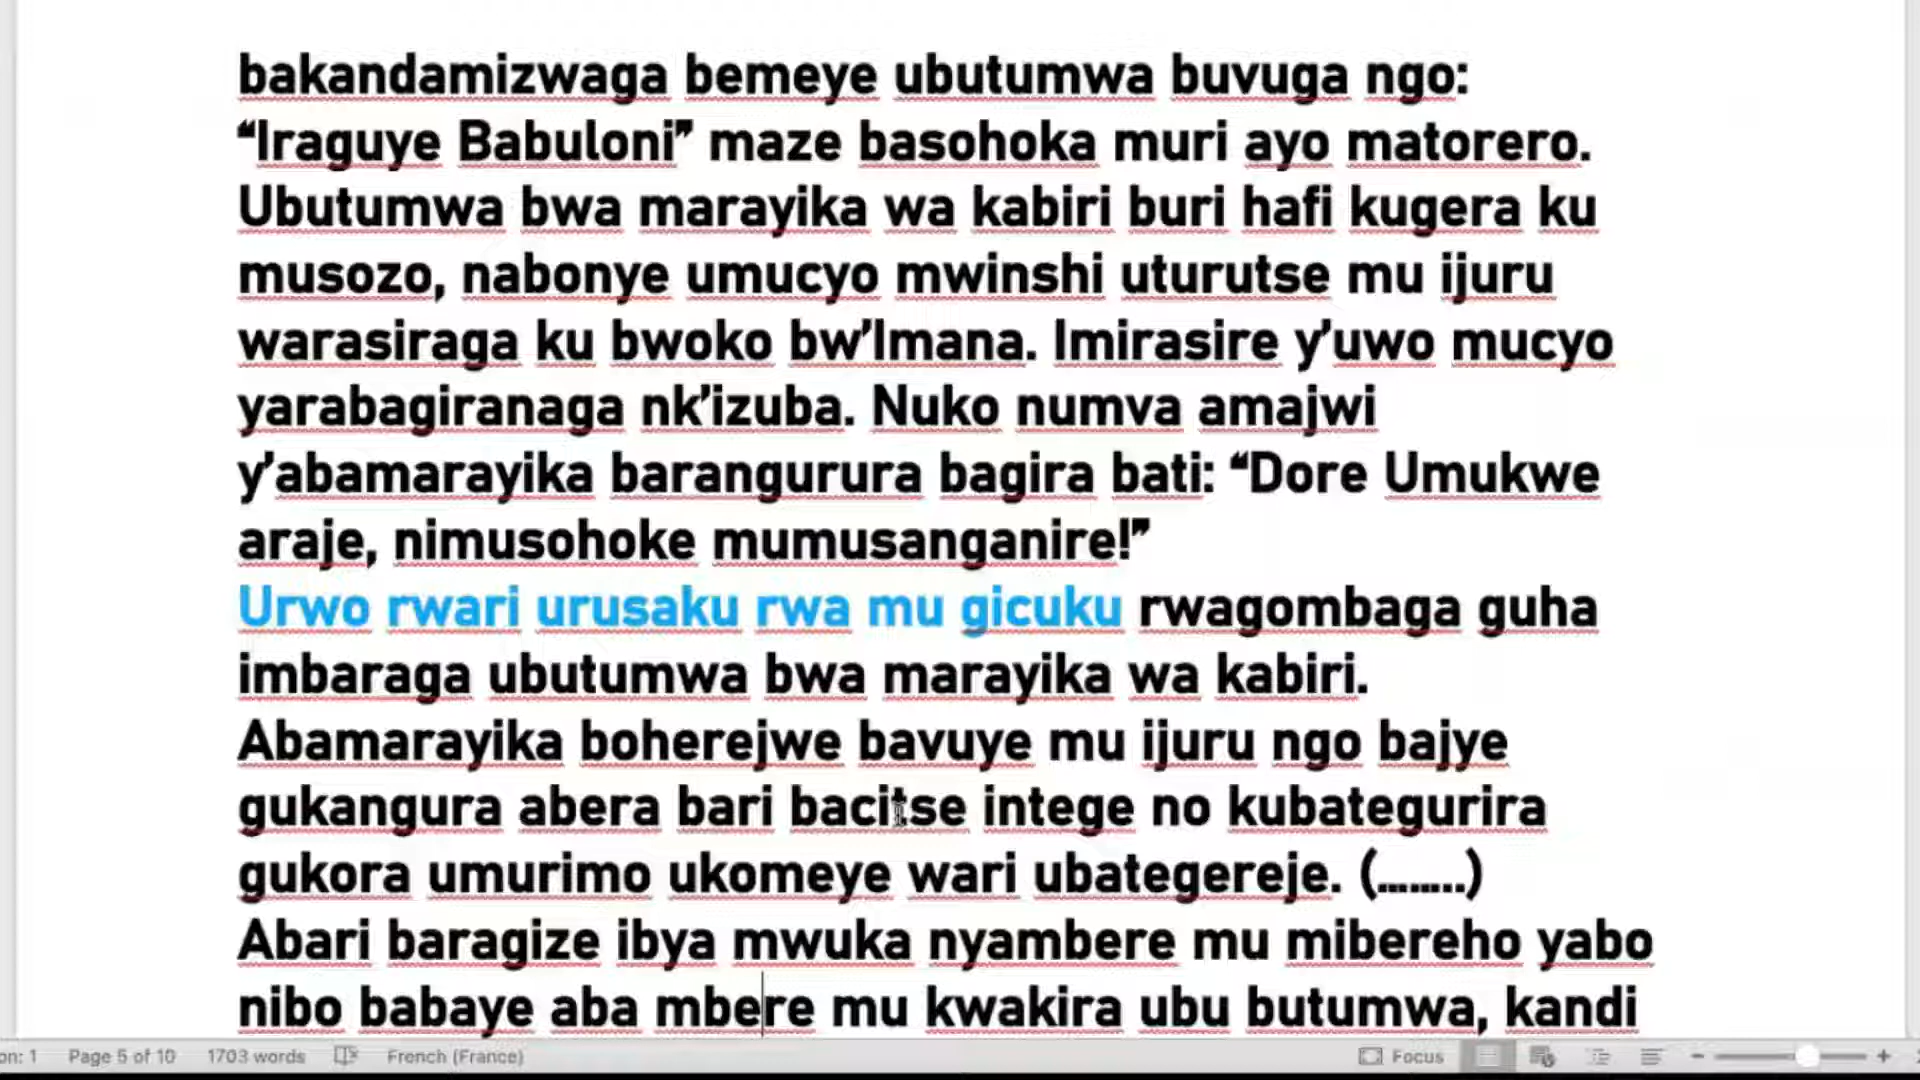 bakandamizwaga bemeye ubutumwa buvuga ngo:
“Iraguye Babuloni” maze basohoka muri ayo matorero.
Ubutumwa bwa marayika wa kabiri buri hafi kugera ku
musozo, nabonye umucyo mwinshi uturutse mu ijuru
warasiraga ku bwoko bw’Imana. Imirasire y’uwo mucyo
yarabagiranaga nk’izuba. Nuko numva amajwi
y’abamarayika barangurura bagira bati: “Dore Umukwe
araje, nimusohoke mumusanganire!”
Urwo rwari urusaku rwa mu gicuku rwagombaga guha
imbaraga ubutumwa bwa marayika wa kabiri.
Abamarayika boherejwe bavuye mu ijuru ngo bajye
gukangura abera bari bacitse intege no kubategurira
gukora umurimo ukomeye wari ubategereje. (........)
Abari baragize ibya mwuka nyambere mu mibereho yabo
nibo babaye aba mbere mu kwakira ubu butumwa, kandi
on: 1 Page 5 of 10 1703 words French (France) Focus